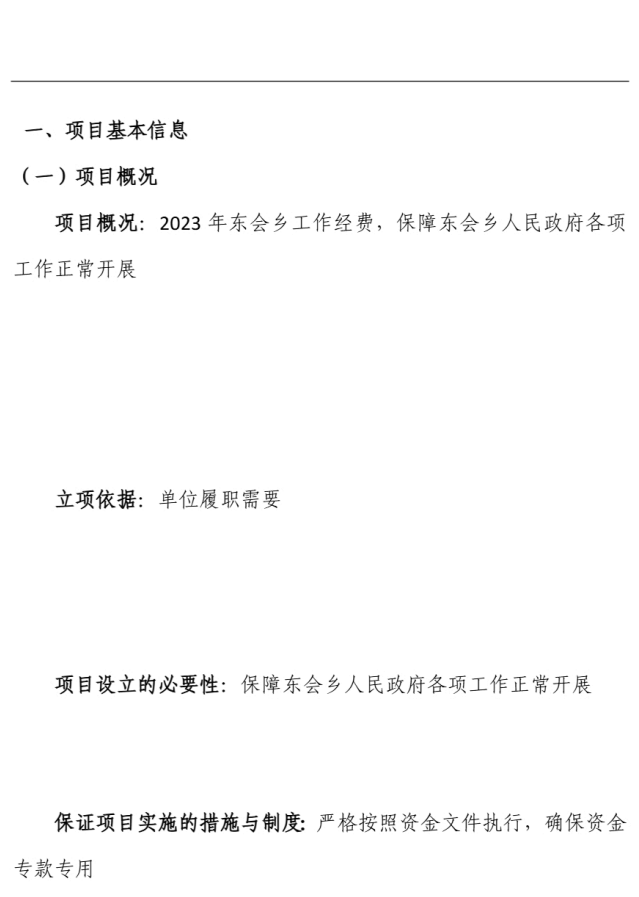 一、项目基本信息
（一）项目概况
项目概况：2023 年东会乡工作经费，保障东会乡人民政府各项
工作正常开展
立项依据：单位履职需要
项目设立的必要性：保障东会乡人民政府各项工作正常开展
保证项目实施的措施与制度：严格按照资金文件执行，确保资金
专款专用